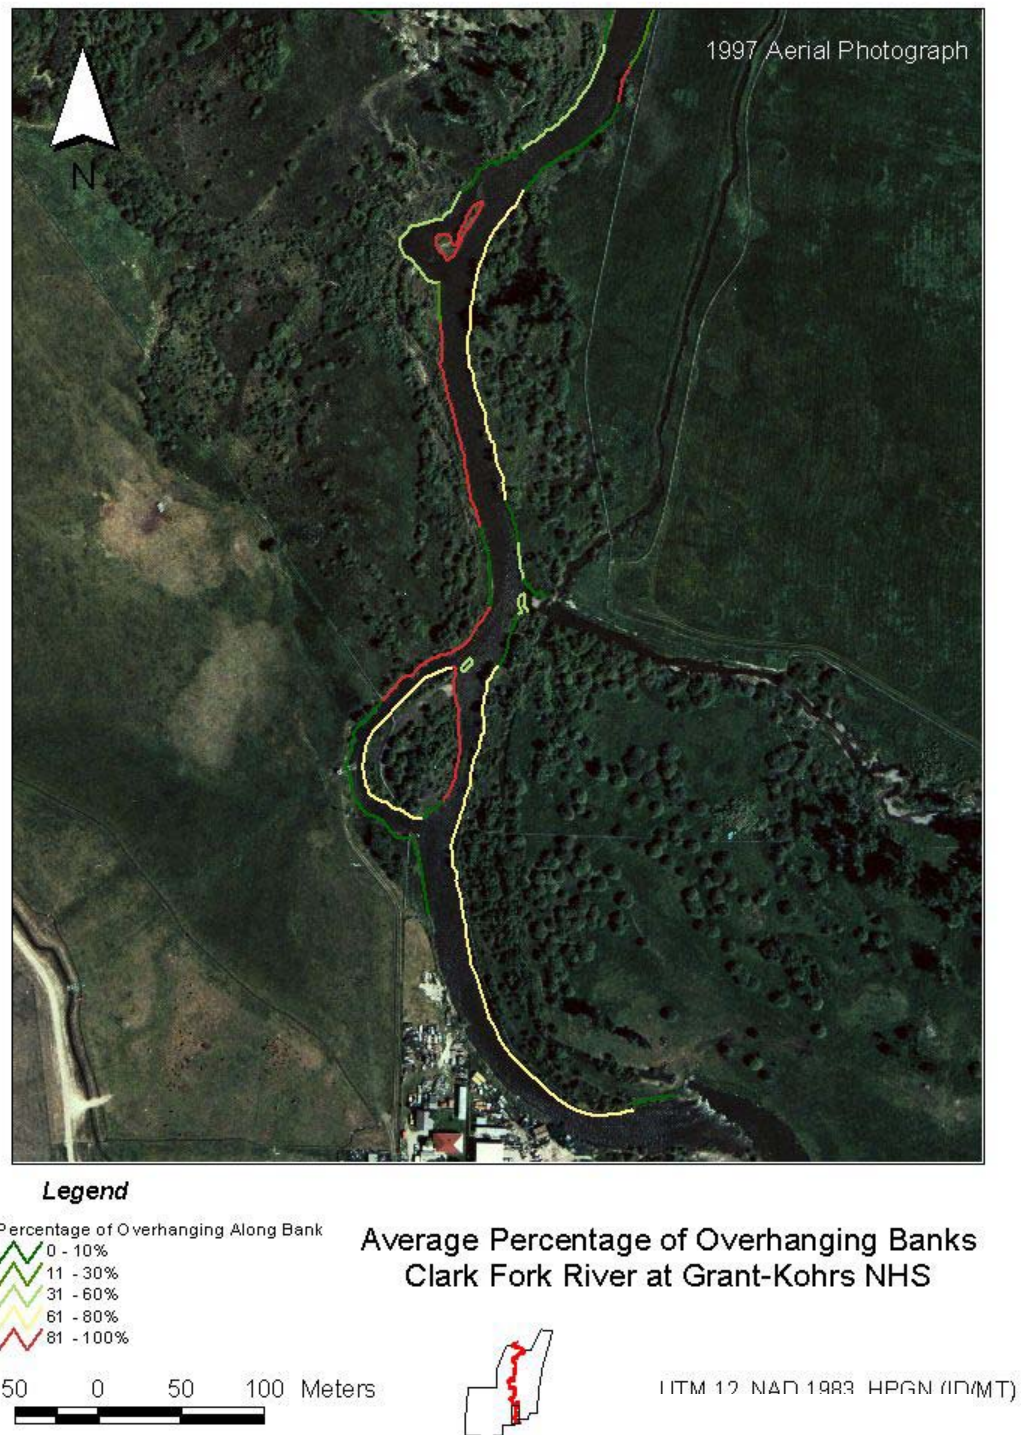 1997 Aerial Photograph
N
Legend
Percentage of Overhanging Along Bank
0 - 10%
11 - 30%
31 - 60%
61 - 80%
81 - 100%
Average Percentage of Overhanging Banks
Clark Fork River at Grant-Kohrs NHS
50 0 50 100 Meters
UTM 12, NAD 1983, HPGN (ID/MT)